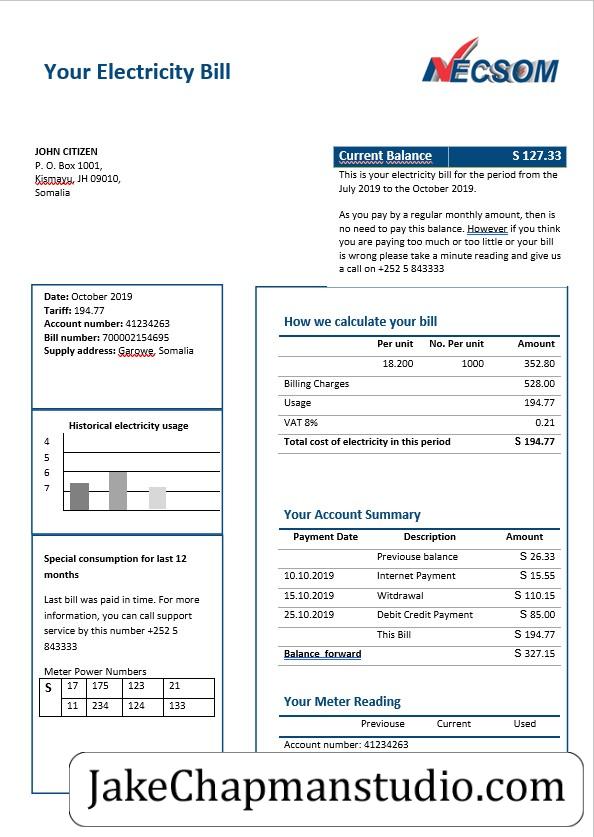 Your Electricity Bill
NECSOM
JOHN CITIZEN
P. O. Box 1001,
Kismayu, JH 09010,
Somalia
Current Balance S 127.33
This is your electricity bill for the period from the
July 2019 to the October 2019.
As you pay by a regular monthly amount, then is
no need to pay this balance. However if you think
you are paying too much or too little or your bill
is wrong please take a minute reading and give us
a call on +252 5 843333
Date: October 2019
Tariff: 194.77
Account number: 41234263
Bill number: 700002154695
Supply address: Garowe, Somalia
Historical electricity usage
4
5
6
7
Special consumption for last 12
months
Last bill was paid in time. For more
information, you can call support
service by this number +252 5
843333
Meter Power Numbers
S 17 175 123 21
11 234 124 133
How we calculate your bill
Per unit No. Per unit Amount
18.200 1000 352.80
Billing Charges 528.00
Usage 194.77
VAT 8% 0.21
Total cost of electricity in this period S 194.77
Your Account Summary
Payment Date Description Amount
Previouse balance S 26.33
10.10.2019 Internet Payment S 15.55
15.10.2019 Witdrawal S 110.15
25.10.2019 Debit Credit Payment S 85.00
This Bill S 194.77
Balance forward S 327.15
Your Meter Reading
Previouse Current Used
Account number: 41234263
JakeChapmanstudio.com